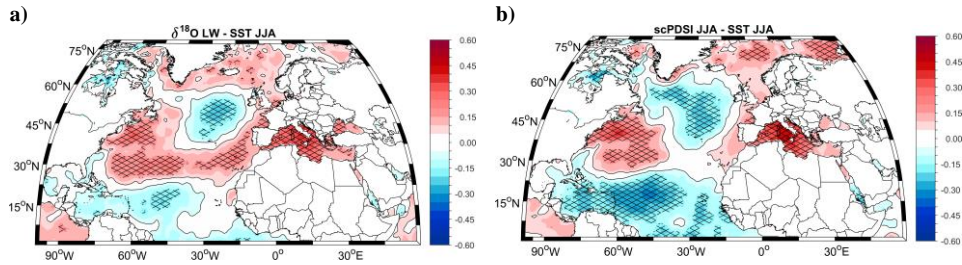 a)
δ18O LW - SST JJA
75°N
60°N
45°N
30°N
15°N
90°W
60°W
30°W
0°
30°E
0.60
0.45
0.30
0.15
0.00
-0.15
-0.30
-0.45
-0.60
b)
scPDSI JJA - SST JJA
75°N
60°N
45°N
30°N
15°N
90°W
60°W
30°W
0°
30°E
0.60
0.45
0.30
0.15
0.00
-0.15
-0.30
-0.45
-0.60